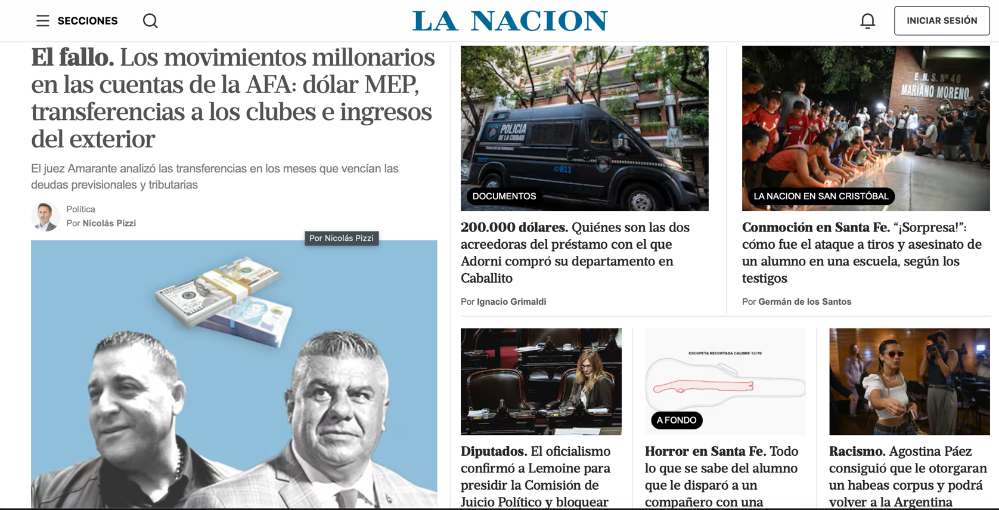 SECCIONES
LA NACION
INICIAR SESIÓN
El fallo. Los movimientos millonarios
en las cuentas de la AFA: dólar MEP,
transferencias a los clubes e ingresos
del exterior
El juez Amarante analizó las transferencias en los meses que vencían las
deudas previsionales y tributarias
Política
Por Nicolás Pizzi
Por Nicolás Pizzi
100
POLICIA
DE LA CIUDAD
TRASLADO DE PERSONAS
911
DOCUMENTOS
200.000 dólares. Quiénes son las dos
acreedoras del préstamo con el que
Adorni compró su departamento en
Caballito
Por Ignacio Grimaldi
E.N.S. Nº 40
MARIANO MORENO
LA NACION EN SAN CRISTÓBAL
Conmoción en Santa Fe. “¡Sorpresa!”:
cómo fue el ataque a tiros y asesinato de
un alumno en una escuela, según los
testigos
Por Germán de los Santos
Diputados. El oficialismo
confirmó a Lemoine para
presidir la Comisión de
Juicio Político y bloquear
ESCOPETA RECORTADA CALIBRE 12/70
A FONDO
Horror en Santa Fe. Todo
lo que se sabe del alumno
que le disparó a un
compañero con una
Racismo. Agostina Páez
consiguió que le otorgaran
un habeas corpus y podrá
volver a la Argentina